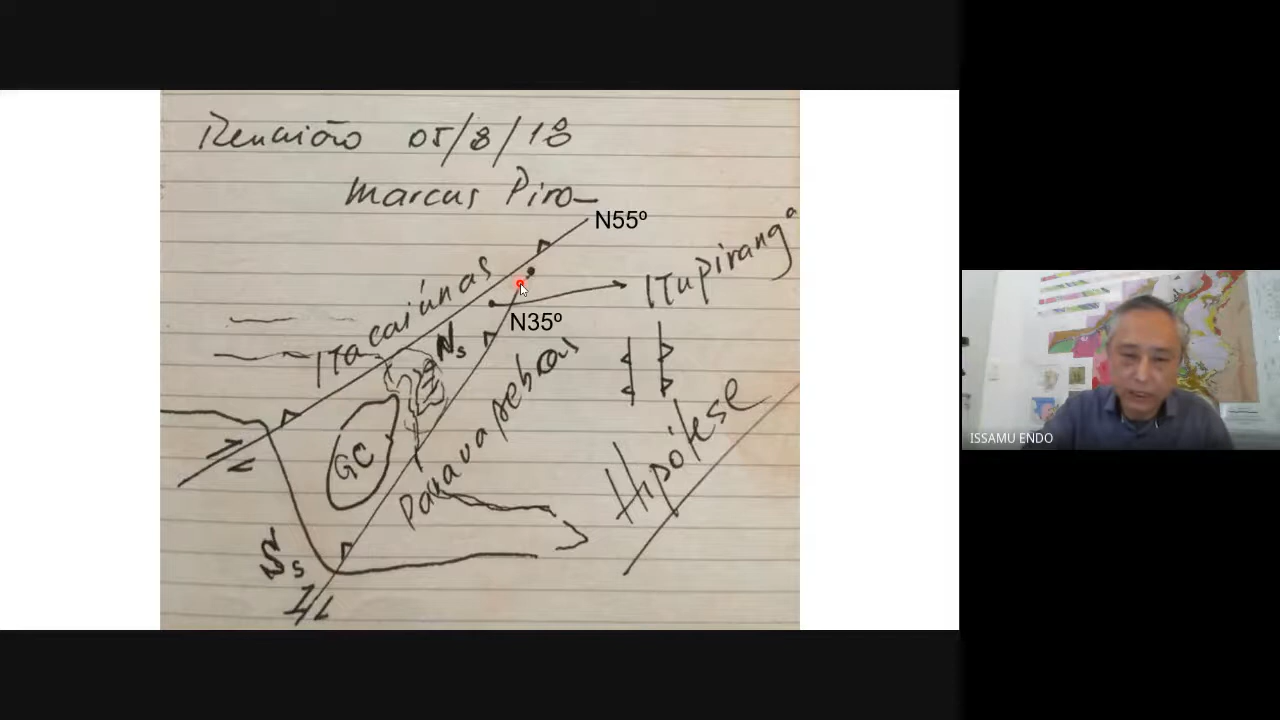 Reunião 05/8/18
Marcus Piro
N55º
Itupiranga
Itacaiúnas
N35º
Ns
Parauapebas
Hipótese
GC
Ss
ISSAMU ENDO